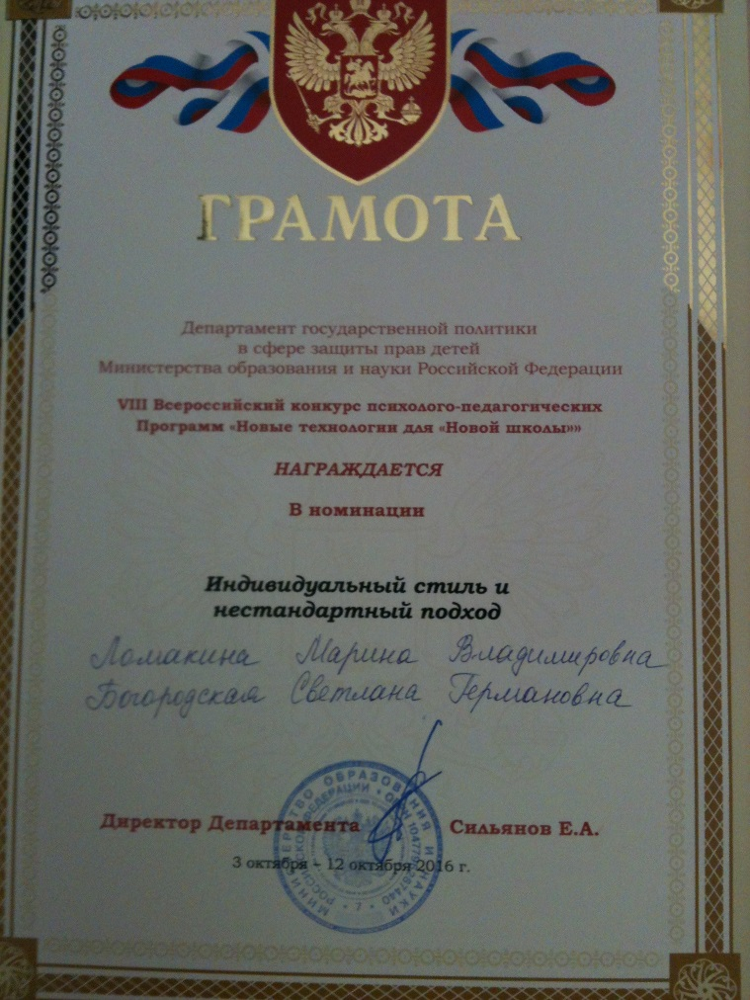 ГРАМОТА
Департамент государственной политики
в сфере защиты прав детей
Министерства образования и науки Российской Федерации
VIII Всероссийский конкурс психолого-педагогических
Программ «Новые технологии для «Новой школы»»
НАГРАЖДАЕТСЯ
В номинации
Индивидуальный стиль и
нестандартный подход
Ломакина Марина Владимировна
Богородская Светлана Германовна
МИНИСТЕРСТВО ОБРАЗОВАНИЯ И НАУКИ
РОССИЙСКОЙ ФЕДЕРАЦИИ
Директор Департамента Сильянов Е.А.
3 октября – 12 октября 2016 г.